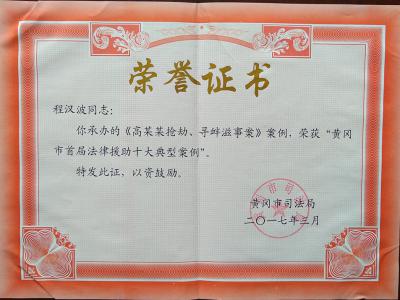 荣誉证书
程汉波同志：
你承办的《高某某抢劫、寻衅滋事案》案例，荣获“黄冈
市首届法律援助十大典型案例”。
特发此证，以资鼓励。
黄冈市司法局
二〇一七年三月